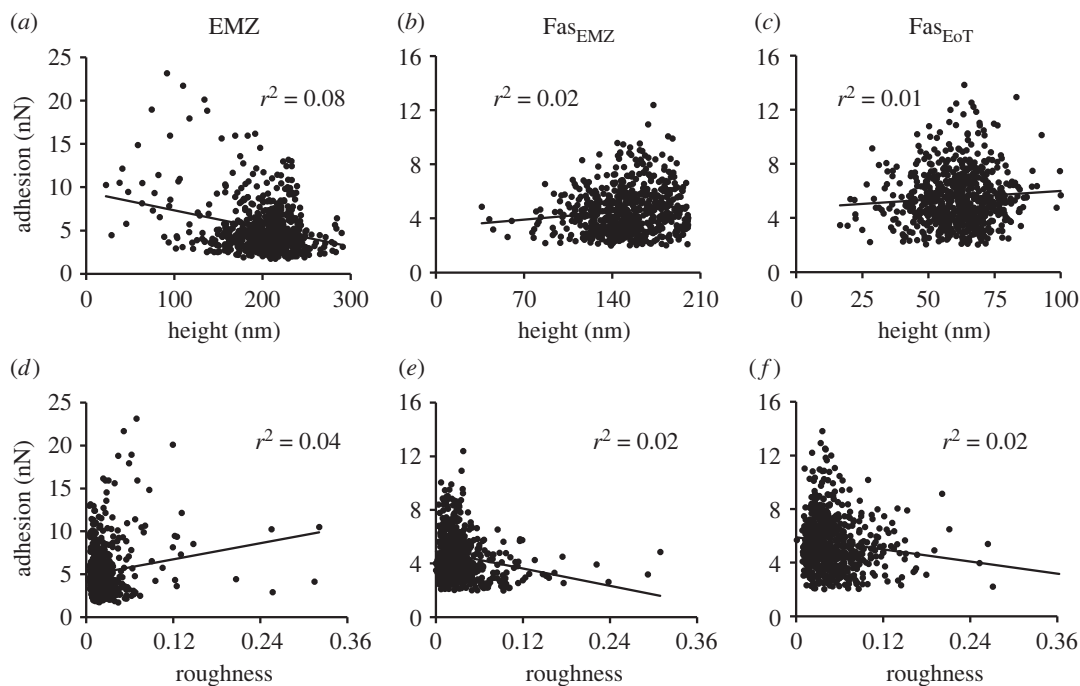 (a) EMZ
(b) Fas_EMZ
(c) Fas_EoT
25 20 15 10 5 0
adhesion (nN)
r² = 0.08
0 100 200 300
height (nm)
16 12 8 4 0
r² = 0.02
0 70 140 210
height (nm)
16 12 8 4 0
r² = 0.01
0 25 50 75 100
height (nm)
(d)
(e)
(f)
25 20 15 10 5 0
adhesion (nN)
r² = 0.04
0 0.12 0.24 0.36
roughness
16 12 8 4 0
r² = 0.02
0 0.12 0.24 0.36
roughness
16 12 8 4 0
r² = 0.02
0 0.12 0.24 0.36
roughness